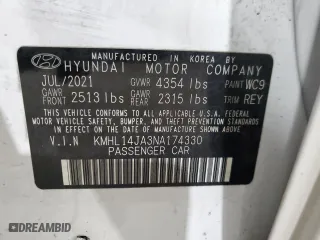 MANUFACTURED IN KOREA BY
HYUNDAI MOTOR COMPANY
JUL/2021 GVWR 4354 lbs PAINT WC9
GAWR FRONT 2513 lbs GAWR REAR 2315 lbs TRIM REY
THIS VEHICLE CONFORMS TO ALL APPLICABLE U.S.
FEDERAL MOTOR VEHICLE SAFETY, BUMPER, AND
THEFT PREVENTION STANDARDS IN EFFECT ON THE
DATE OF MANUFACTURE SHOWN ABOVE.
V.I.N KMHL14JA3NA174330
PASSENGER CAR